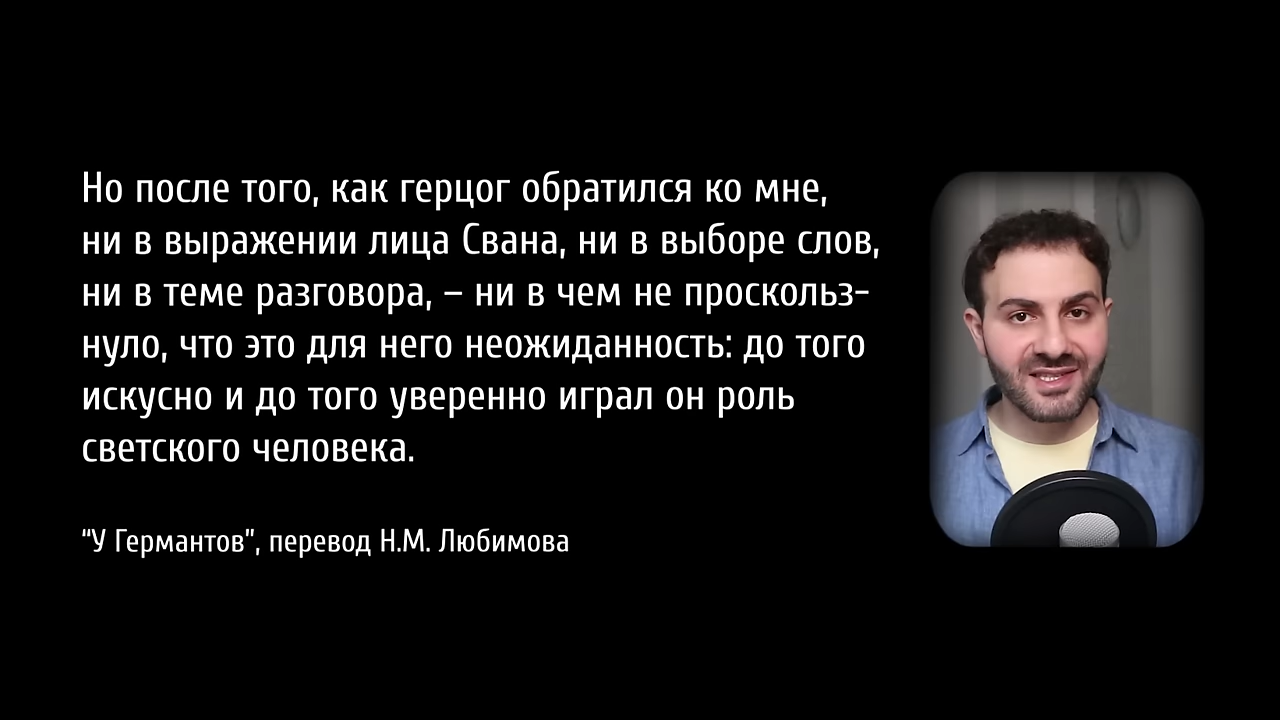 Но после того, как герцог обратился ко мне,
ни в выражении лица Свана, ни в выборе слов,
ни в теме разговора, – ни в чем не проскольз-
нуло, что это для него неожиданность: до того
искусно и до того уверенно играл он роль
светского человека.
“У Германтов”, перевод Н.М. Любимова